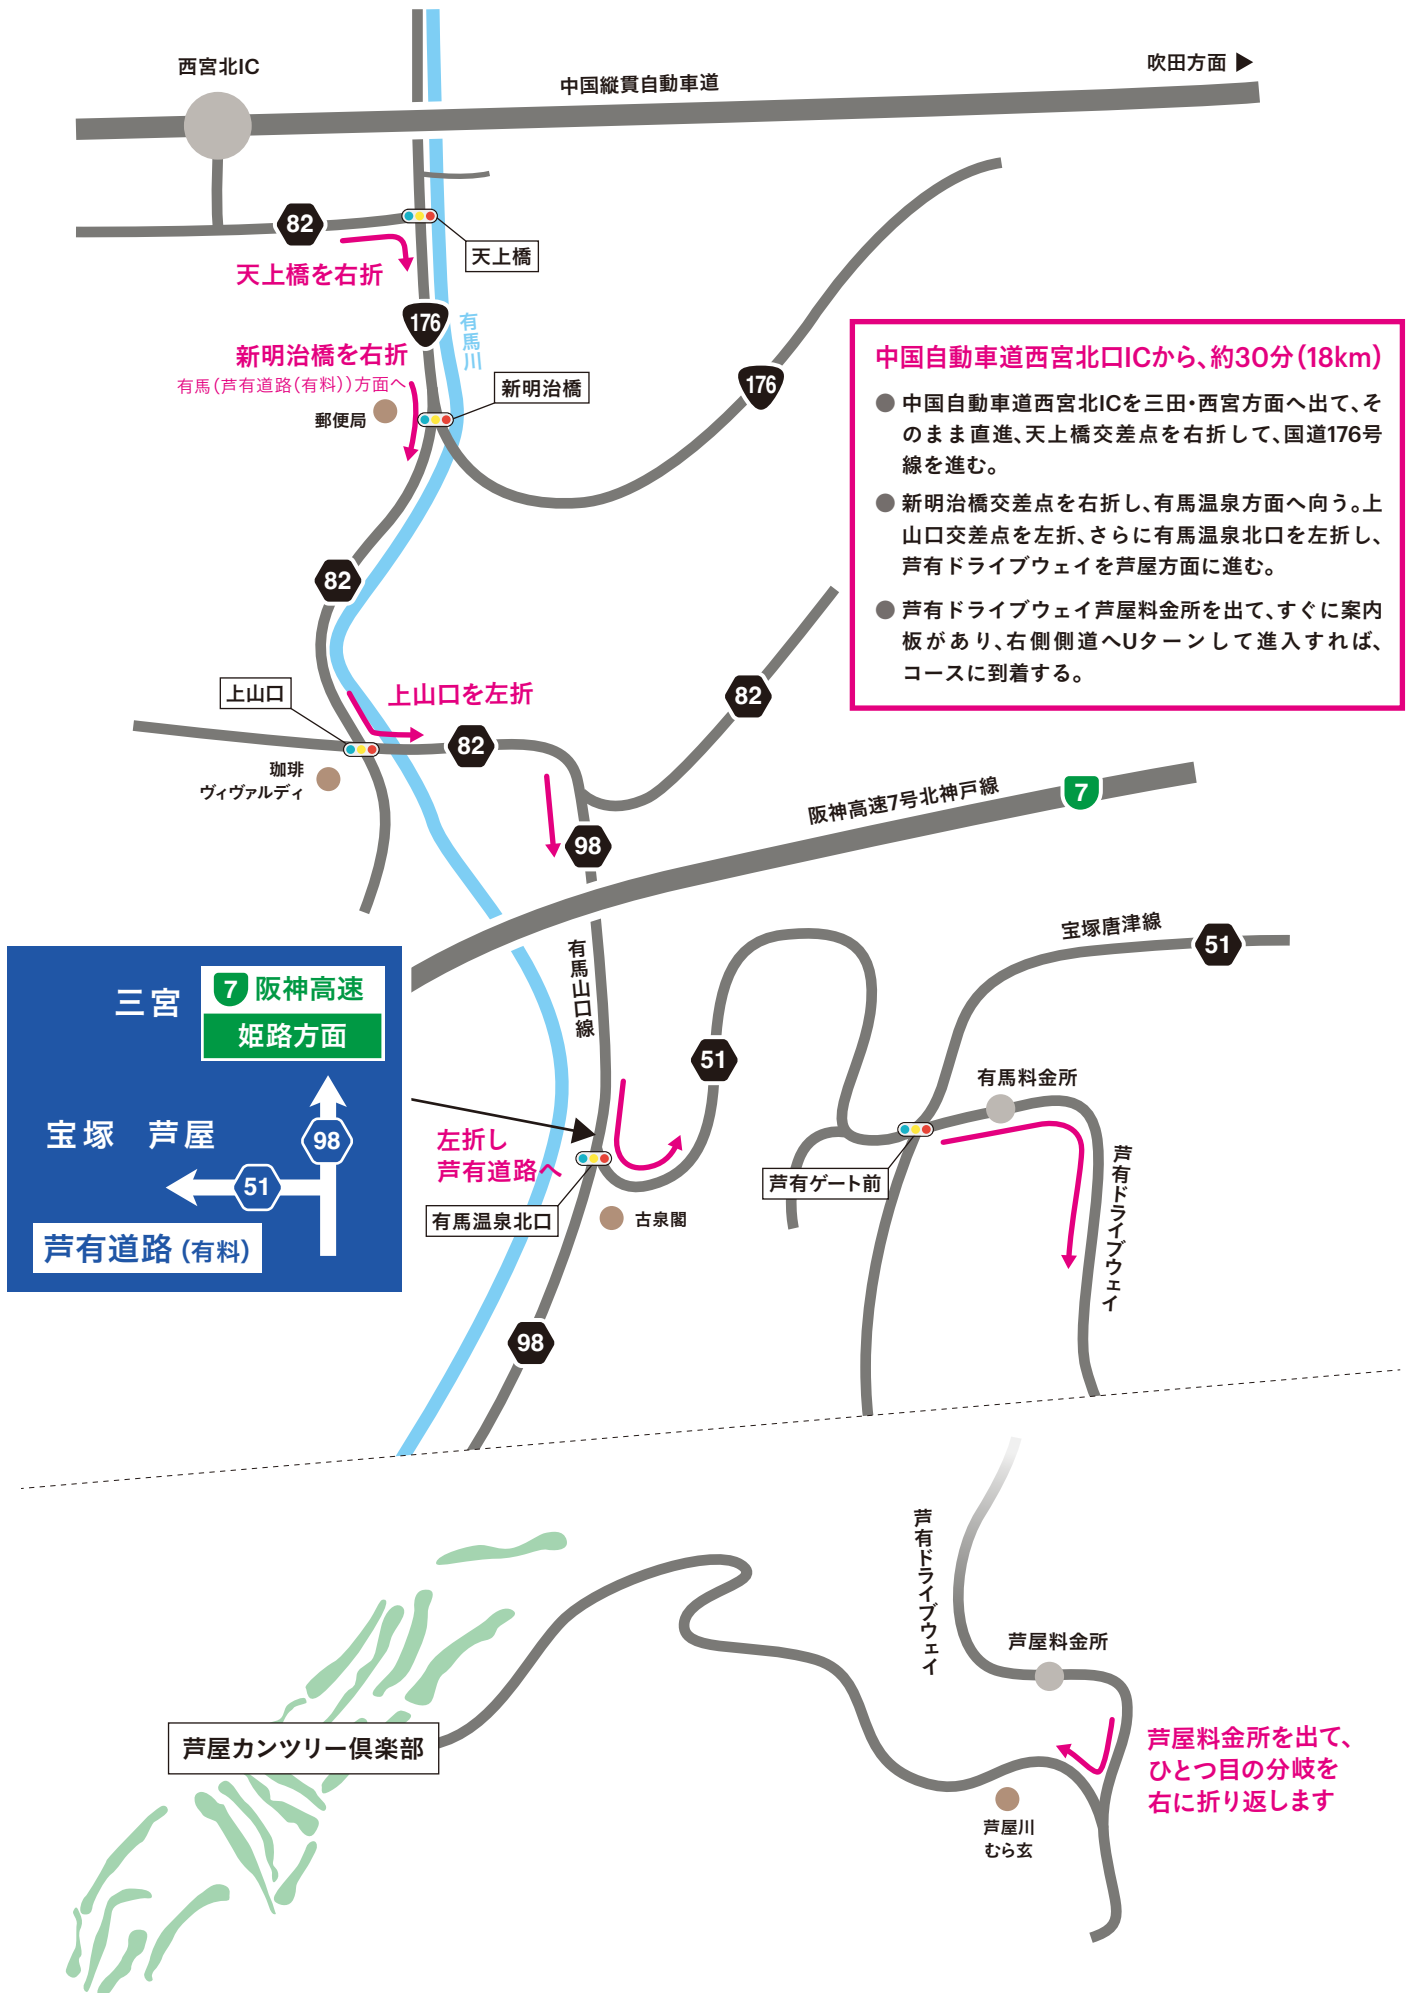 西宮北IC
中国縦貫自動車道
吹田方面 ▶
82
天上橋
天上橋を右折
176
有馬川
新明治橋を右折
有馬(芦有道路(有料))方面へ
新明治橋
郵便局
176
中国自動車道西宮北口ICから、約30分(18km)
● 中国自動車道西宮北ICを三田・西宮方面へ出て、そ
のまま直進、天上橋交差点を右折して、国道176号
線を進む。
● 新明治橋交差点を右折し、有馬温泉方面へ向う。上
山口交差点を左折、さらに有馬温泉北口を左折し、
芦有ドライブウェイを芦屋方面に進む。
● 芦有ドライブウェイ芦屋料金所を出て、すぐに案内
板があり、右側側道へUターンして進入すれば、
コースに到着する。
82
上山口
上山口を左折
82
82
珈琲
ヴィヴァルディ
98
阪神高速7号北神戸線
7
宝塚唐津線
51
有馬山口線
三宮
7 阪神高速
姫路方面
宝塚 芦屋
98
51
芦有道路(有料)
51
有馬料金所
左折し
芦有道路へ
芦有ゲート前
芦有ドライブウェイ
有馬温泉北口
古泉閣
98
芦有ドライブウェイ
芦屋料金所
芦屋カンツリー倶楽部
芦屋料金所を出て、
ひとつ目の分岐を
右に折り返します
芦屋川
むら玄